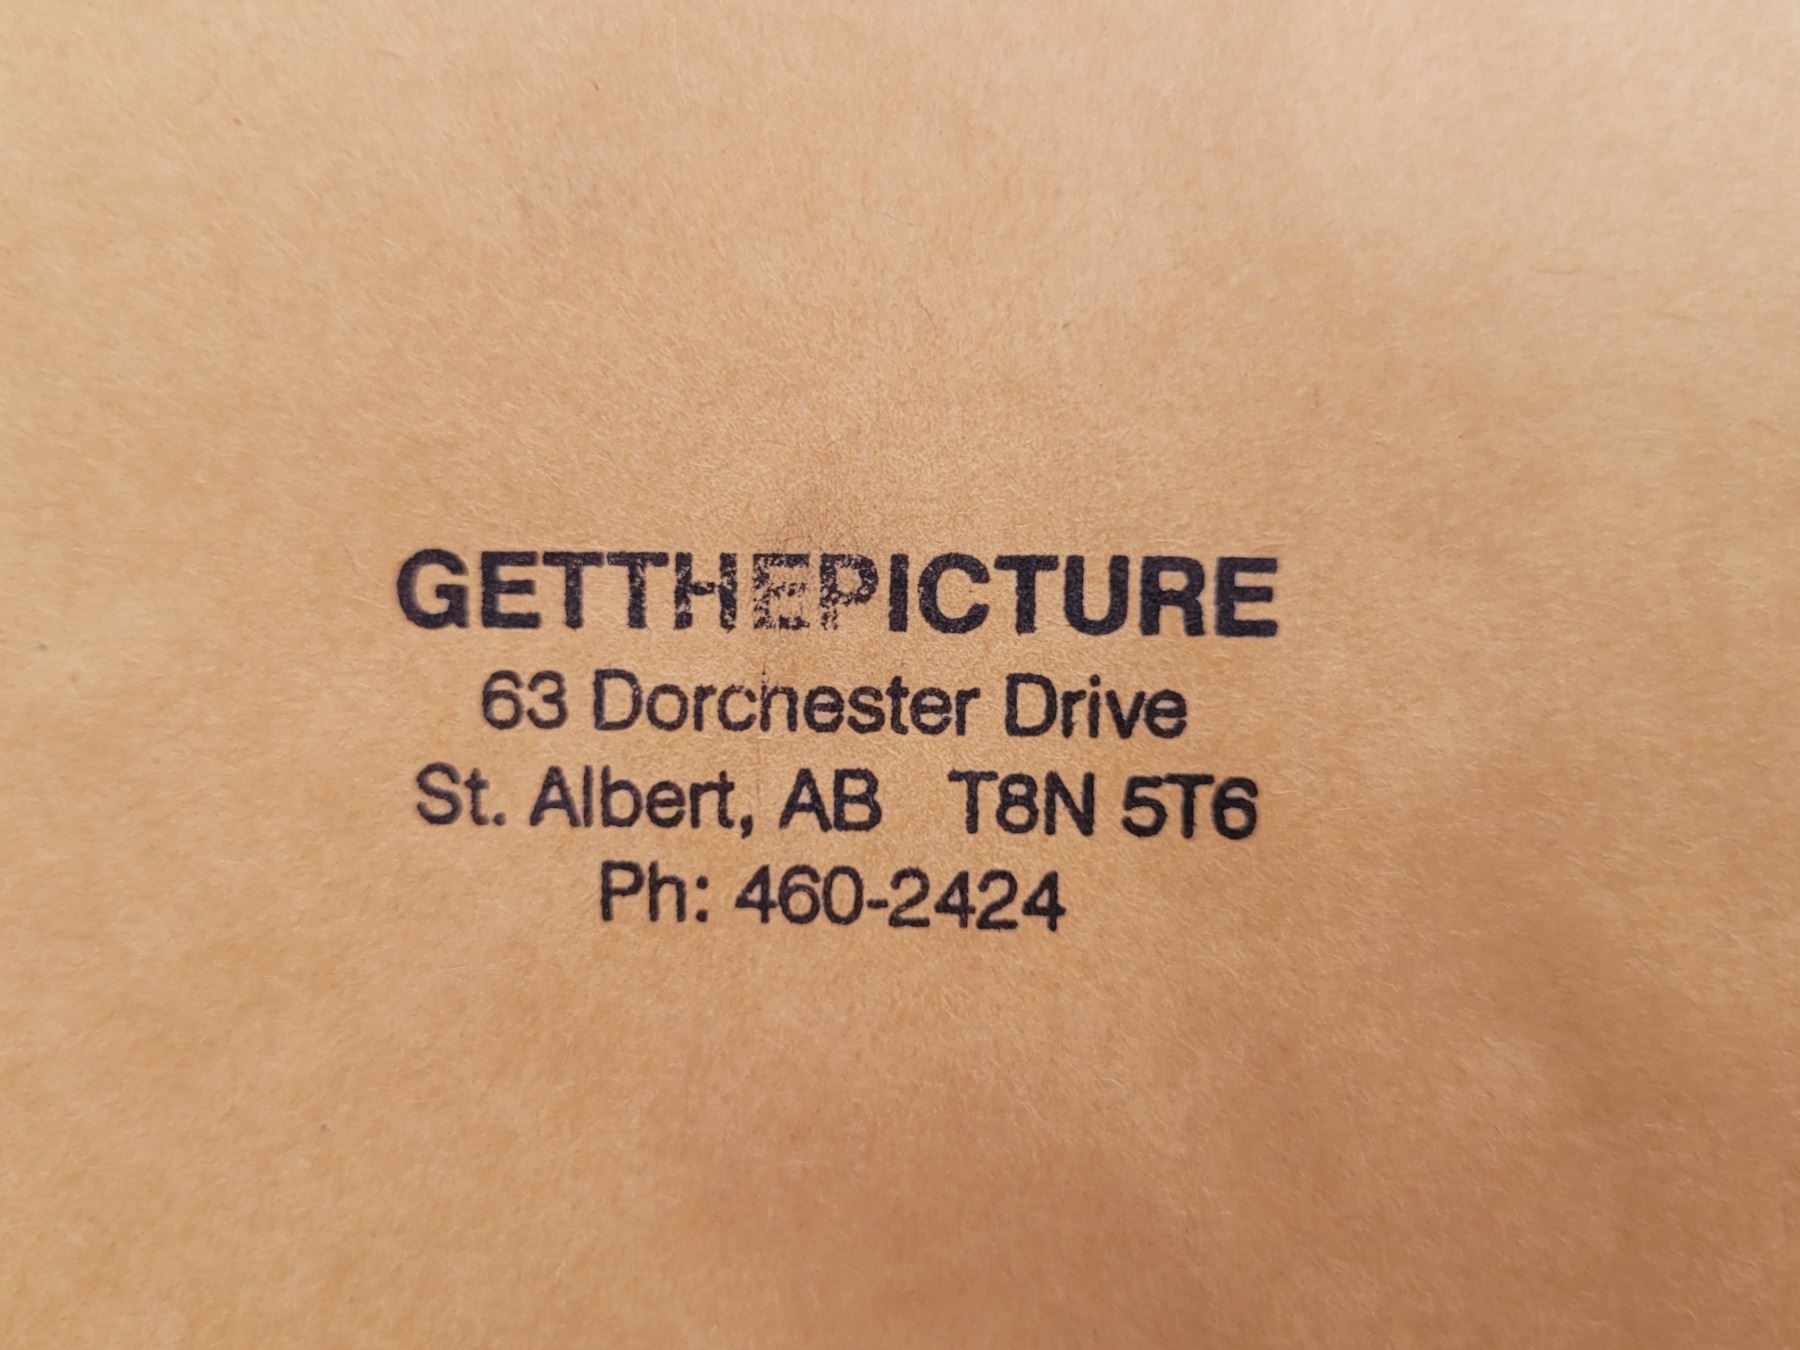 GETTHEPICTURE
63 Dorchester Drive
St. Albert, AB T8N 5T6
Ph: 460-2424